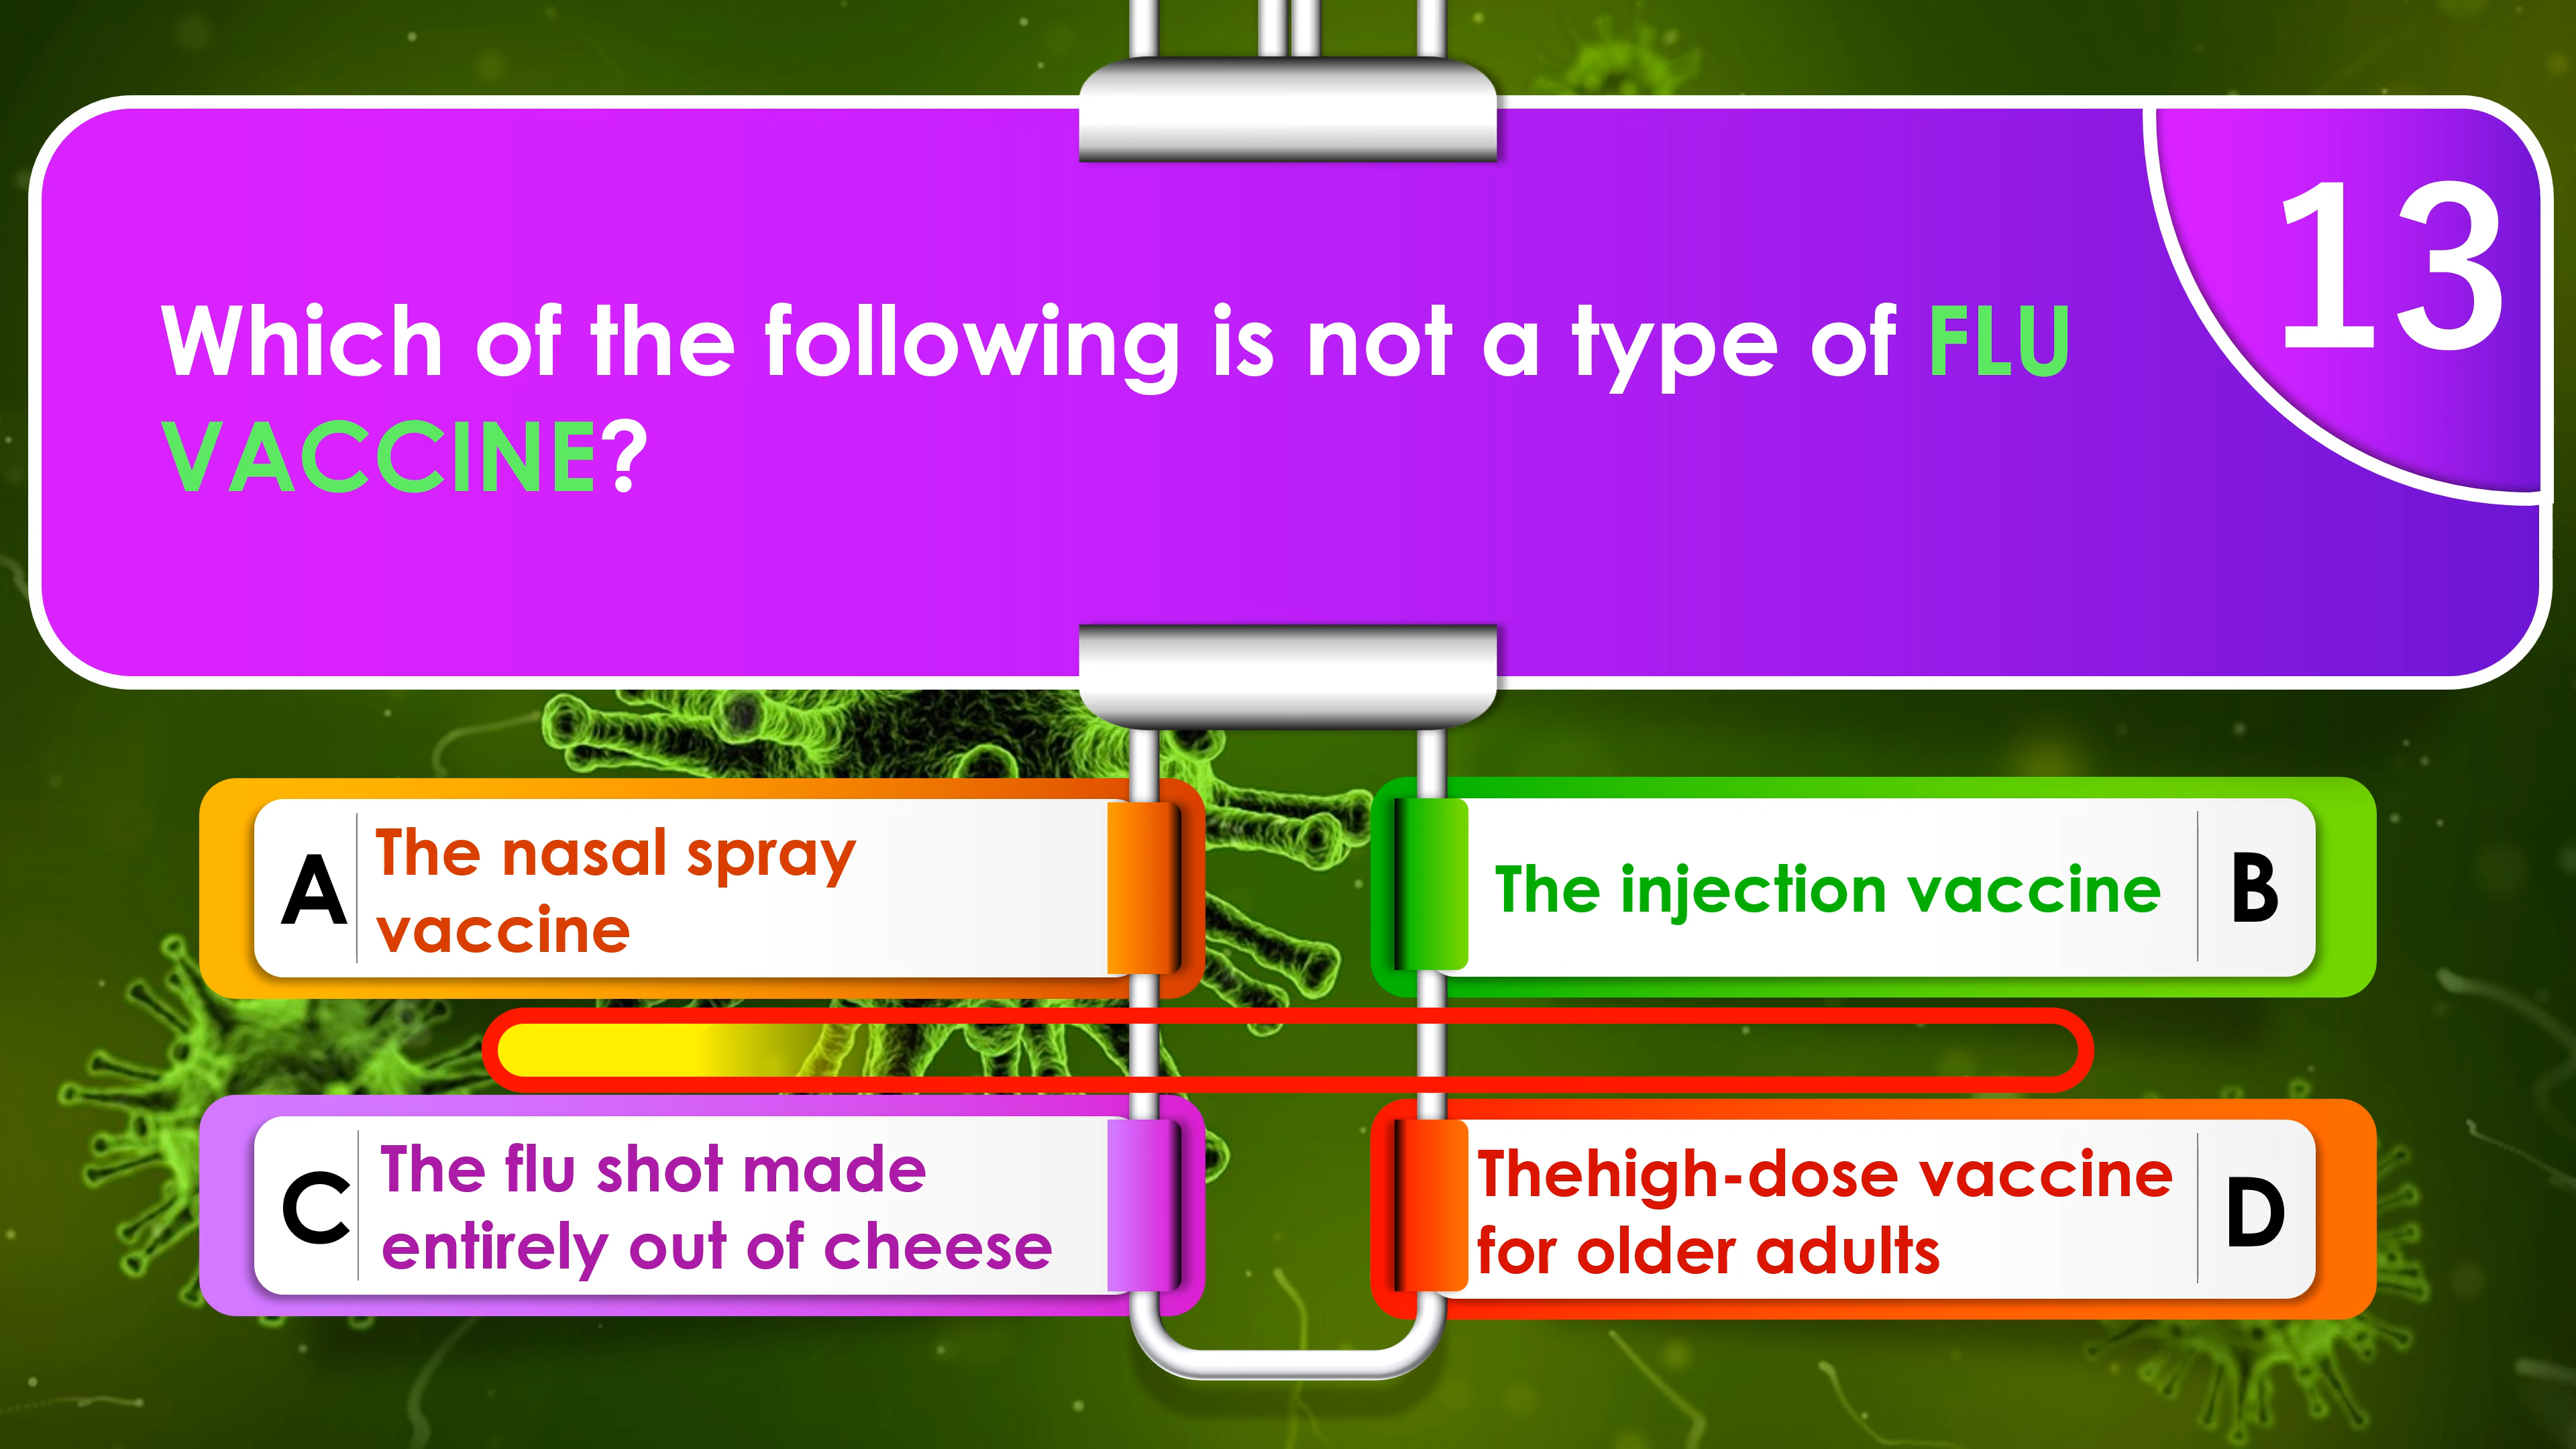 13
Which of the following is not a type of FLU
VACCINE?
A
The nasal spray
vaccine
The injection vaccine
B
C
The flu shot made
entirely out of cheese
Thehigh-dose vaccine
for older adults
D